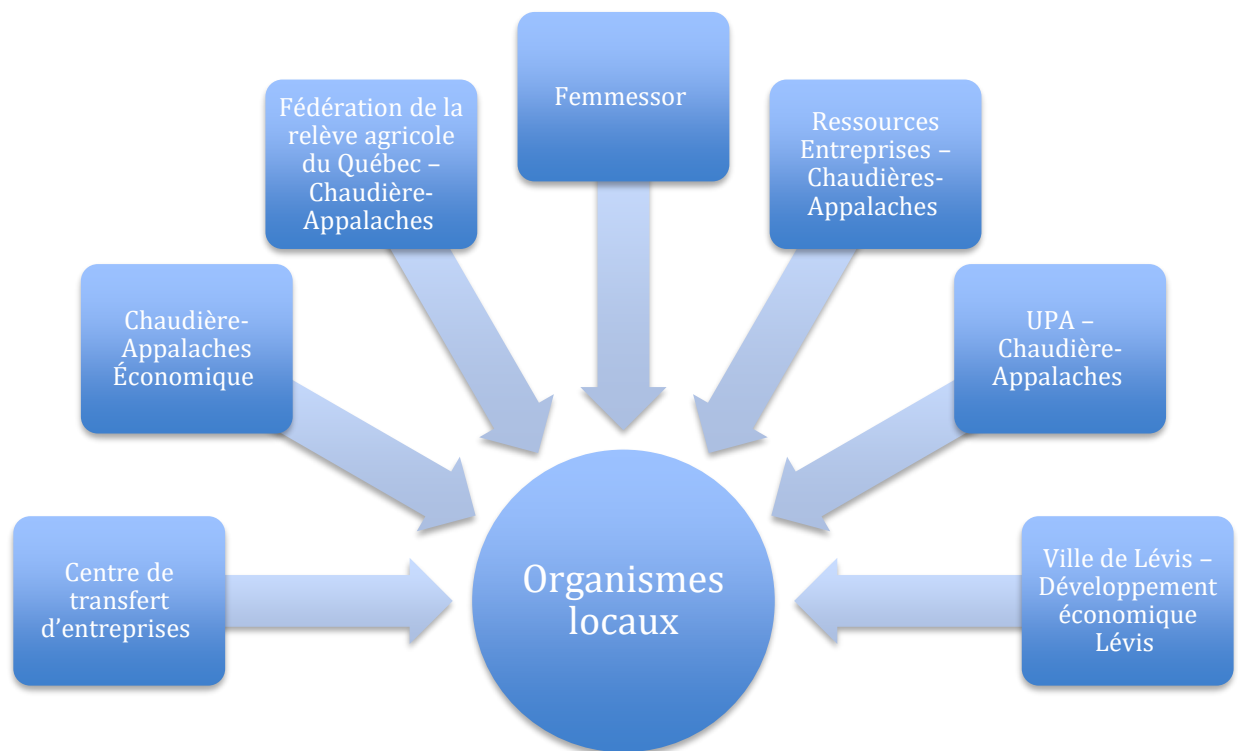 Femmessor
Fédération de la
relève agricole
du Québec –
Chaudière-
Appalaches
Ressources
Entreprises –
Chaudières-
Appalaches
Chaudière-
Appalaches
Économique
UPA –
Chaudière-
Appalaches
Centre de
transfert
d’entreprises
Organismes
locaux
Ville de Lévis –
Développement
économique
Lévis